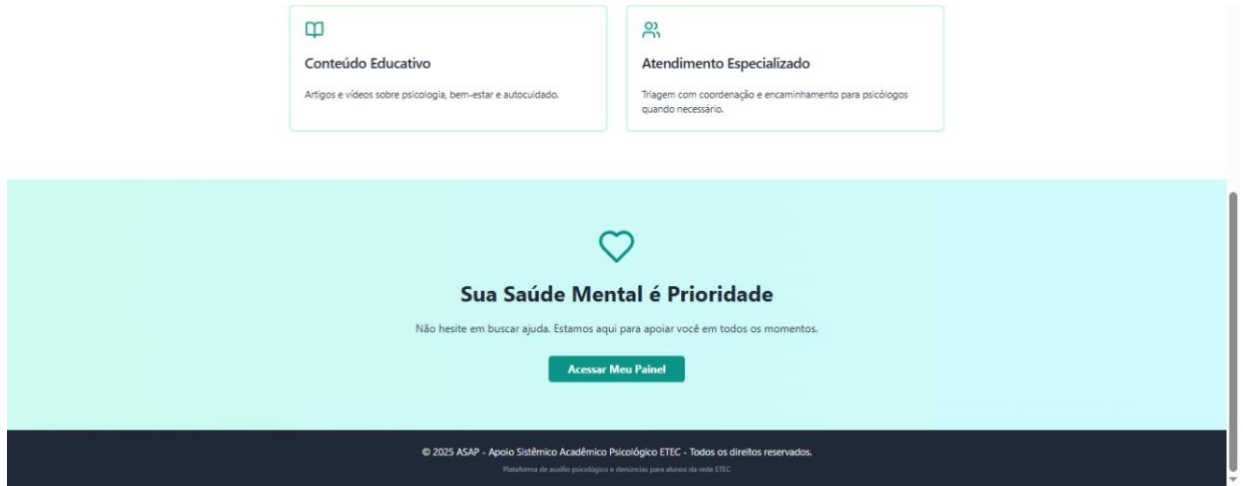 Conteúdo Educativo
Artigos e vídeos sobre psicologia, bem-estar e autocuidado.
Atendimento Especializado
Triagem com coordenação e encaminhamento para psicólogos
quando necessário.
Sua Saúde Mental é Prioridade
Não hesite em buscar ajuda. Estamos aqui para apoiar você em todos os momentos.
Acessar Meu Painel
© 2025 ASAP - Apoio Sistêmico Acadêmico Psicológico ETEC - Todos os direitos reservados.
Plataforma de auxílio psicológico e denúncias para alunos da rede ETEC